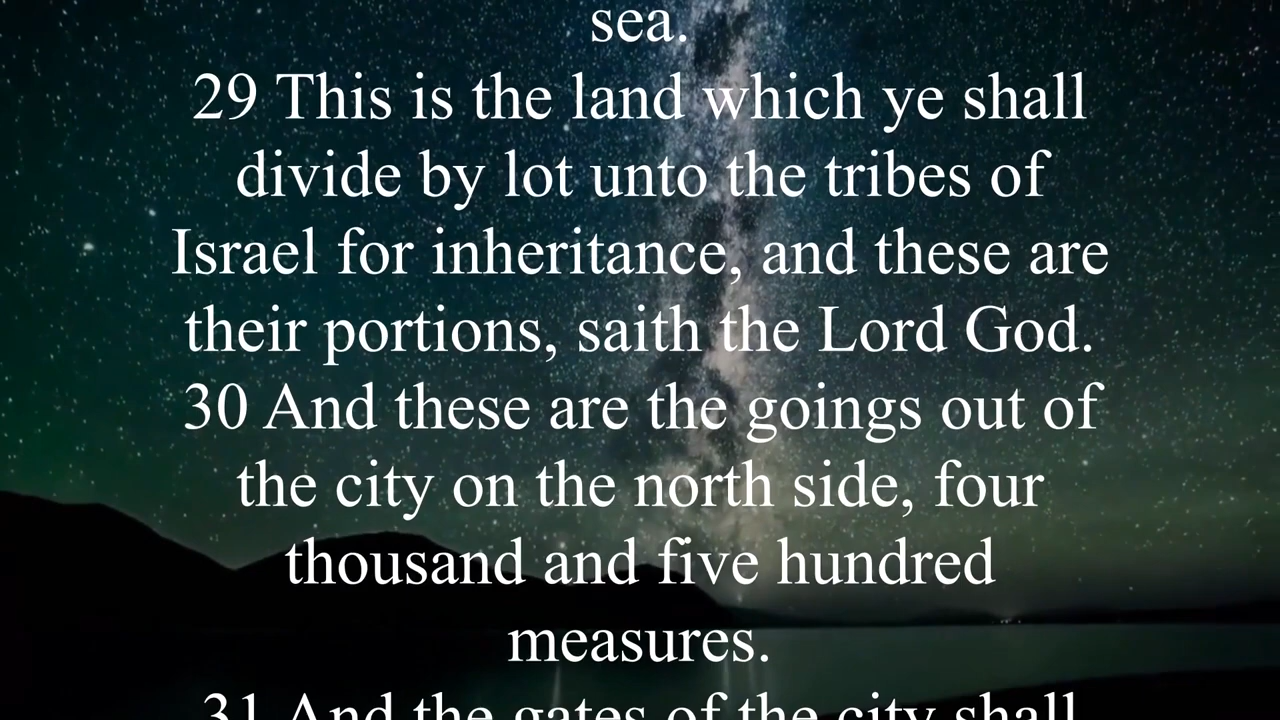 sea.
29 This is the land which ye shall
divide by lot unto the tribes of
Israel for inheritance, and these are
their portions, saith the Lord God.
30 And these are the goings out of
the city on the north side, four
thousand and five hundred
measures.
31 And the gates of the city shall